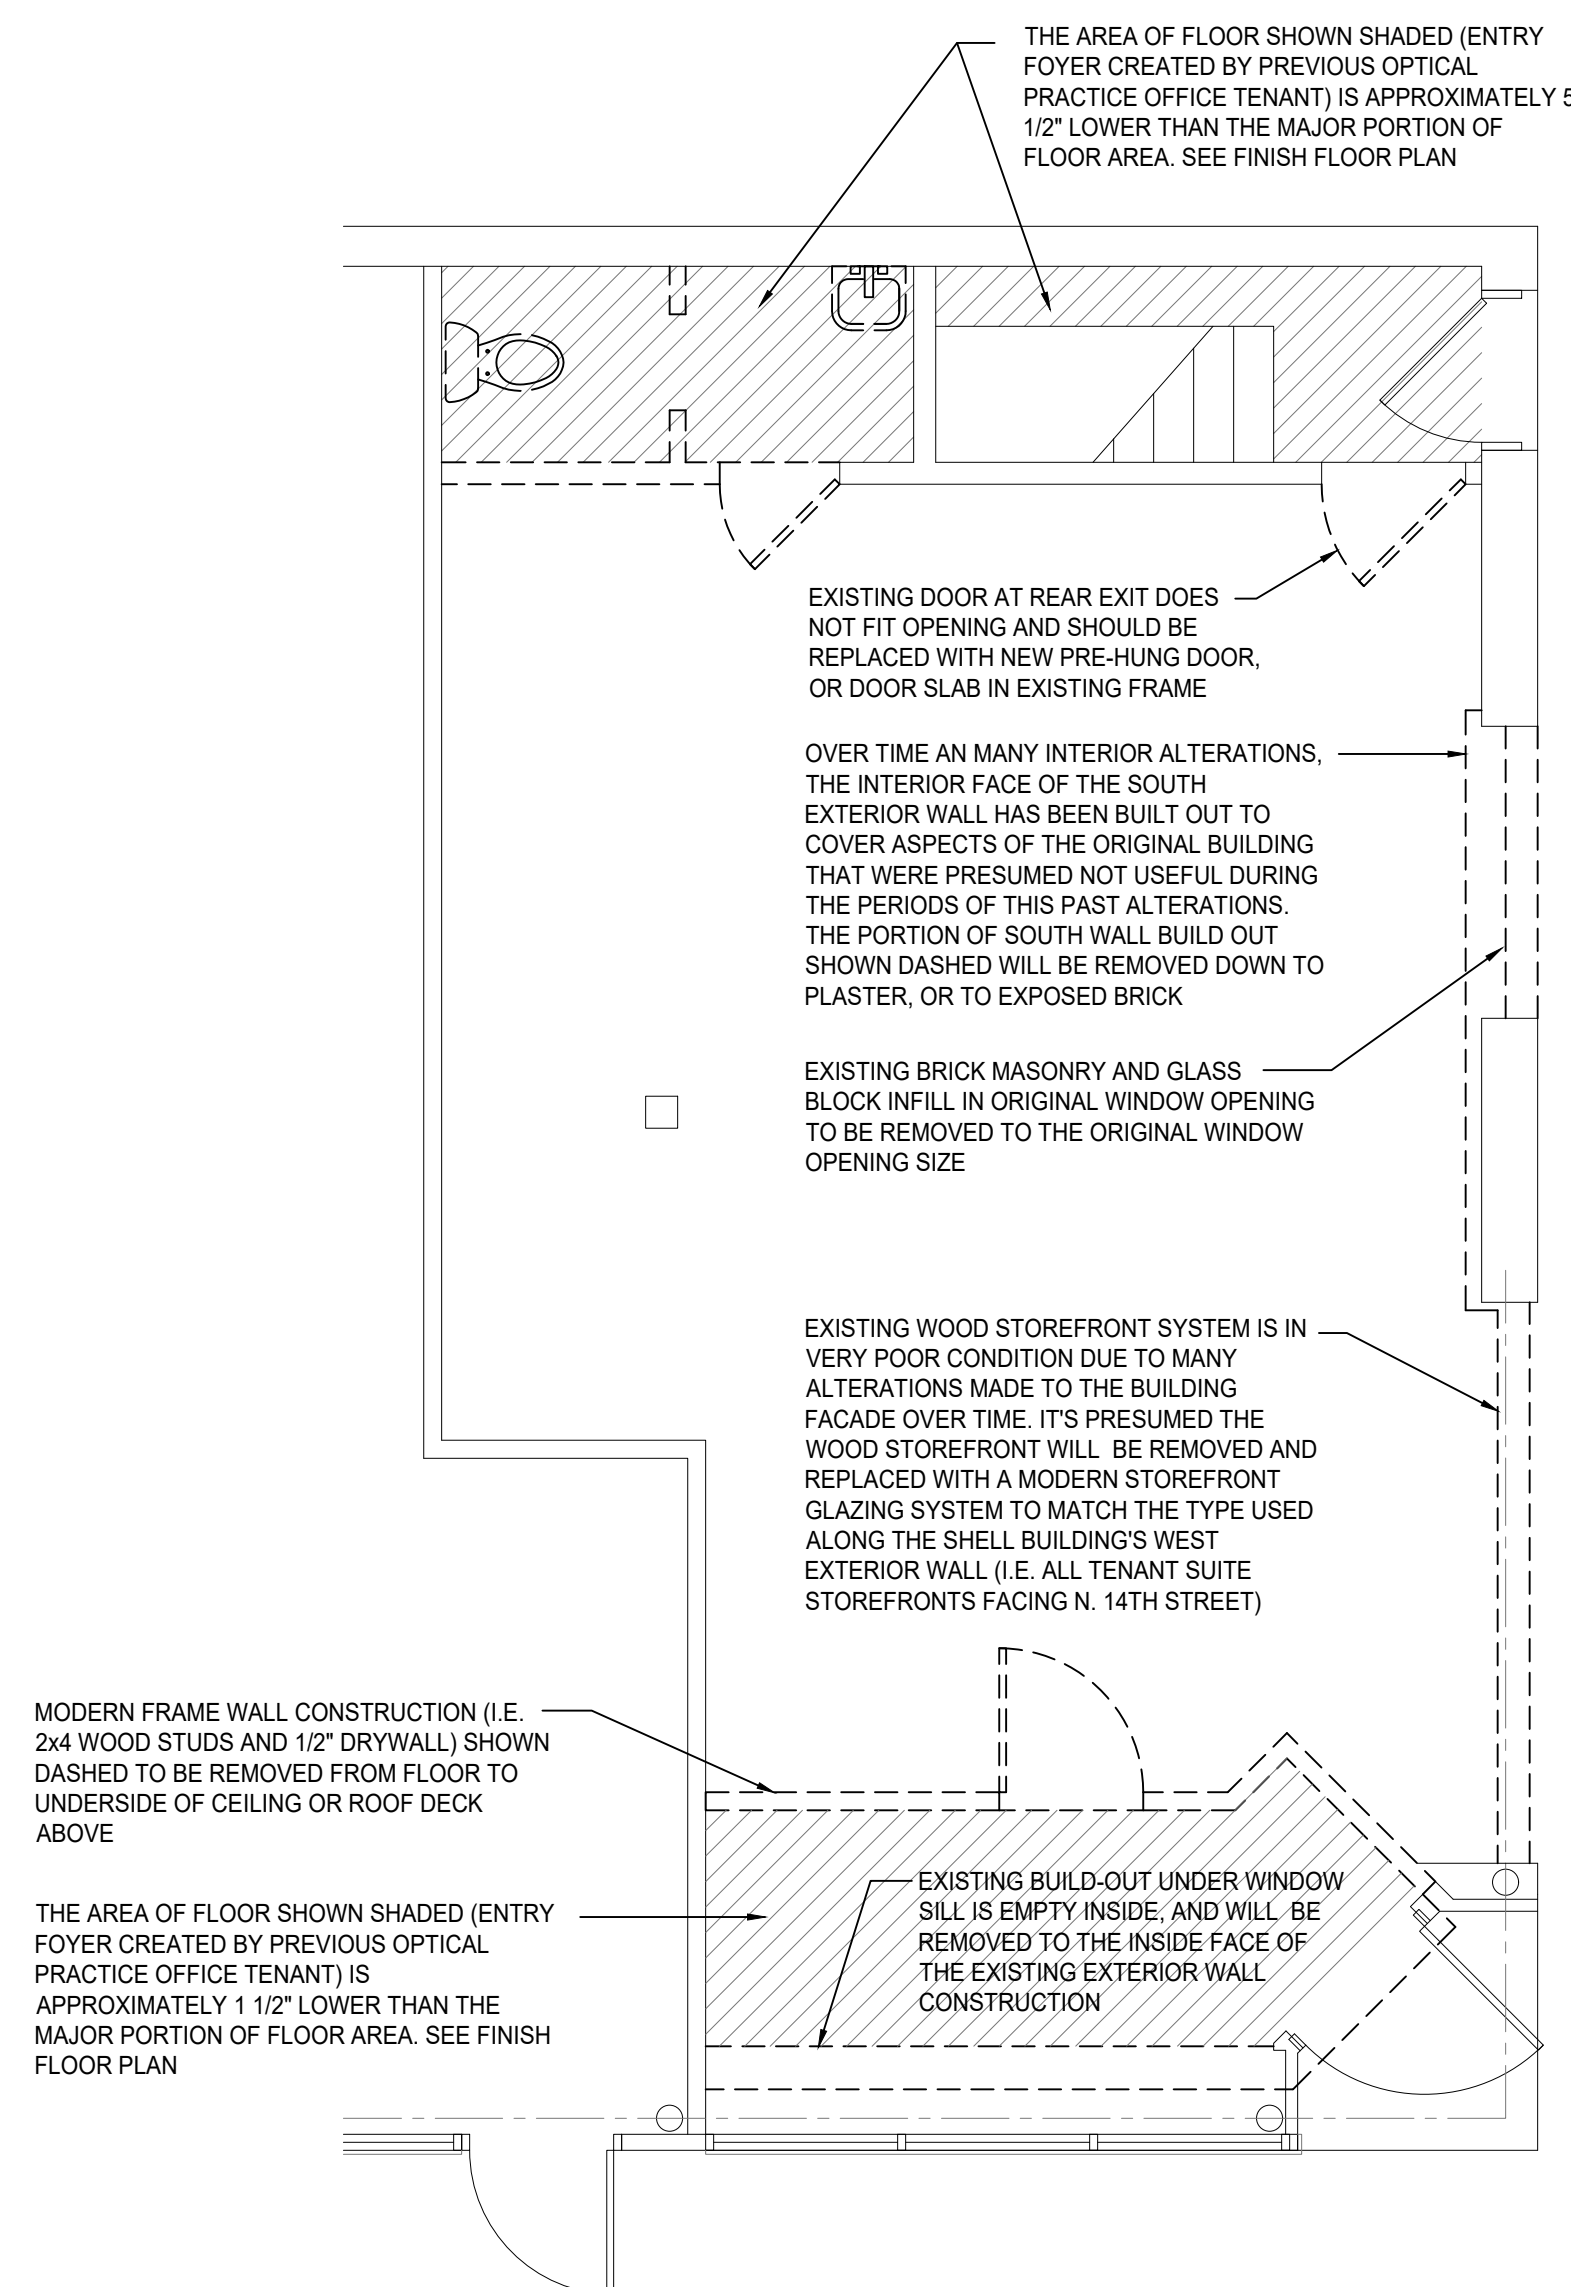 THE AREA OF FLOOR SHOWN SHADED (ENTRY
FOYER CREATED BY PREVIOUS OPTICAL
PRACTICE OFFICE TENANT) IS APPROXIMATELY 5
1/2" LOWER THAN THE MAJOR PORTION OF
FLOOR AREA. SEE FINISH FLOOR PLAN
EXISTING DOOR AT REAR EXIT DOES
NOT FIT OPENING AND SHOULD BE
REPLACED WITH NEW PRE-HUNG DOOR,
OR DOOR SLAB IN EXISTING FRAME
OVER TIME AN MANY INTERIOR ALTERATIONS,
THE INTERIOR FACE OF THE SOUTH
EXTERIOR WALL HAS BEEN BUILT OUT TO
COVER ASPECTS OF THE ORIGINAL BUILDING
THAT WERE PRESUMED NOT USEFUL DURING
THE PERIODS OF THIS PAST ALTERATIONS.
THE PORTION OF SOUTH WALL BUILD OUT
SHOWN DASHED WILL BE REMOVED DOWN TO
PLASTER, OR TO EXPOSED BRICK
EXISTING BRICK MASONRY AND GLASS
BLOCK INFILL IN ORIGINAL WINDOW OPENING
TO BE REMOVED TO THE ORIGINAL WINDOW
OPENING SIZE
EXISTING WOOD STOREFRONT SYSTEM IS IN
VERY POOR CONDITION DUE TO MANY
ALTERATIONS MADE TO THE BUILDING
FACADE OVER TIME. IT'S PRESUMED THE
WOOD STOREFRONT WILL BE REMOVED AND
REPLACED WITH A MODERN STOREFRONT
GLAZING SYSTEM TO MATCH THE TYPE USED
ALONG THE SHELL BUILDING'S WEST
EXTERIOR WALL (I.E. ALL TENANT SUITE
STOREFRONTS FACING N. 14TH STREET)
MODERN FRAME WALL CONSTRUCTION (I.E.
2x4 WOOD STUDS AND 1/2" DRYWALL) SHOWN
DASHED TO BE REMOVED FROM FLOOR TO
UNDERSIDE OF CEILING OR ROOF DECK
ABOVE
THE AREA OF FLOOR SHOWN SHADED (ENTRY
FOYER CREATED BY PREVIOUS OPTICAL
PRACTICE OFFICE TENANT) IS
APPROXIMATELY 1 1/2" LOWER THAN THE
MAJOR PORTION OF FLOOR AREA. SEE FINISH
FLOOR PLAN
EXISTING BUILD-OUT UNDER WINDOW
SILL IS EMPTY INSIDE, AND WILL BE
REMOVED TO THE INSIDE FACE OF
THE EXISTING EXTERIOR WALL
CONSTRUCTION